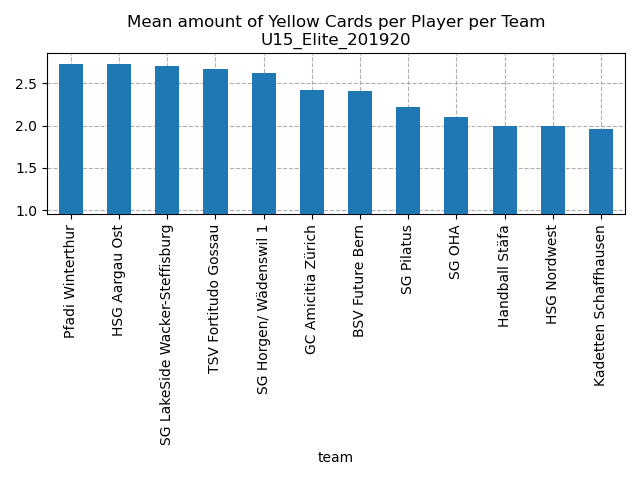 Mean amount of Yellow Cards per Player per Team
U15_Elite_201920
2.5
2.0
1.5
1.0
Pfadi Winterthur
HSG Aargau Ost
SG LakeSide Wacker-Steffisburg
TSV Fortitudo Gossau
SG Horgen/ Wädenswil 1
GC Amicitia Zürich
BSV Future Bern
SG Pilatus
SG OHA
Handball Stäfa
HSG Nordwest
Kadetten Schaffhausen
team